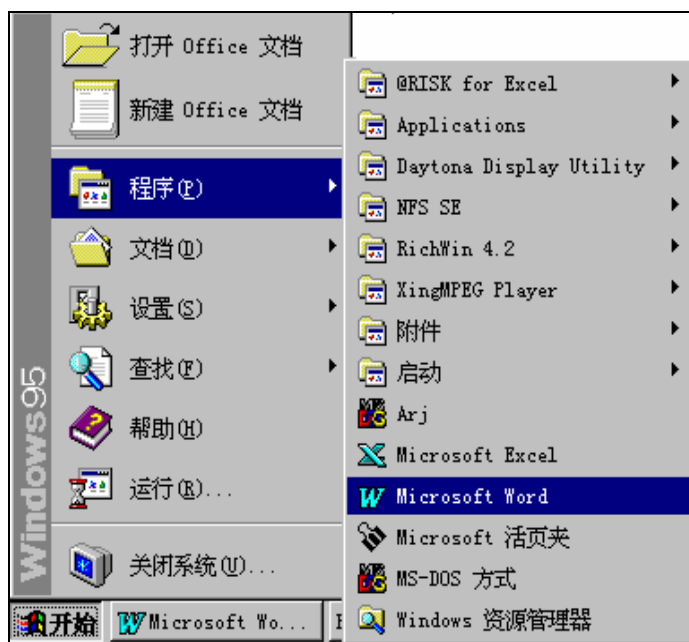 打开 Office 文档
新建 Office 文档
程序(P)
文档(D)
设置(S)
查找(F)
帮助(H)
运行(R)...
关闭系统(U)...
Windows95
@RISK for Excel
Applications
Daytona Display Utility
NFS SE
RichWin 4.2
XingMPEG Player
附件
启动
Arj
Microsoft Excel
Microsoft Word
Microsoft 活页夹
MS-DOS 方式
Windows 资源管理器
开始
Microsoft Wo...